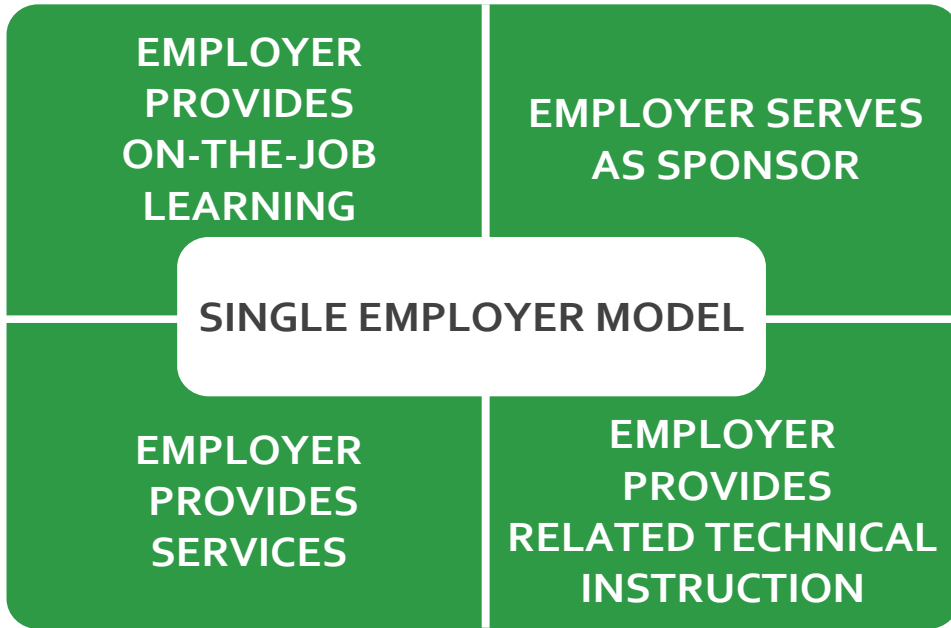 EMPLOYER
PROVIDES
ON-THE-JOB
LEARNING
EMPLOYER SERVES
AS SPONSOR
SINGLE EMPLOYER MODEL
EMPLOYER
PROVIDES
SERVICES
EMPLOYER
PROVIDES
RELATED TECHNICAL
INSTRUCTION